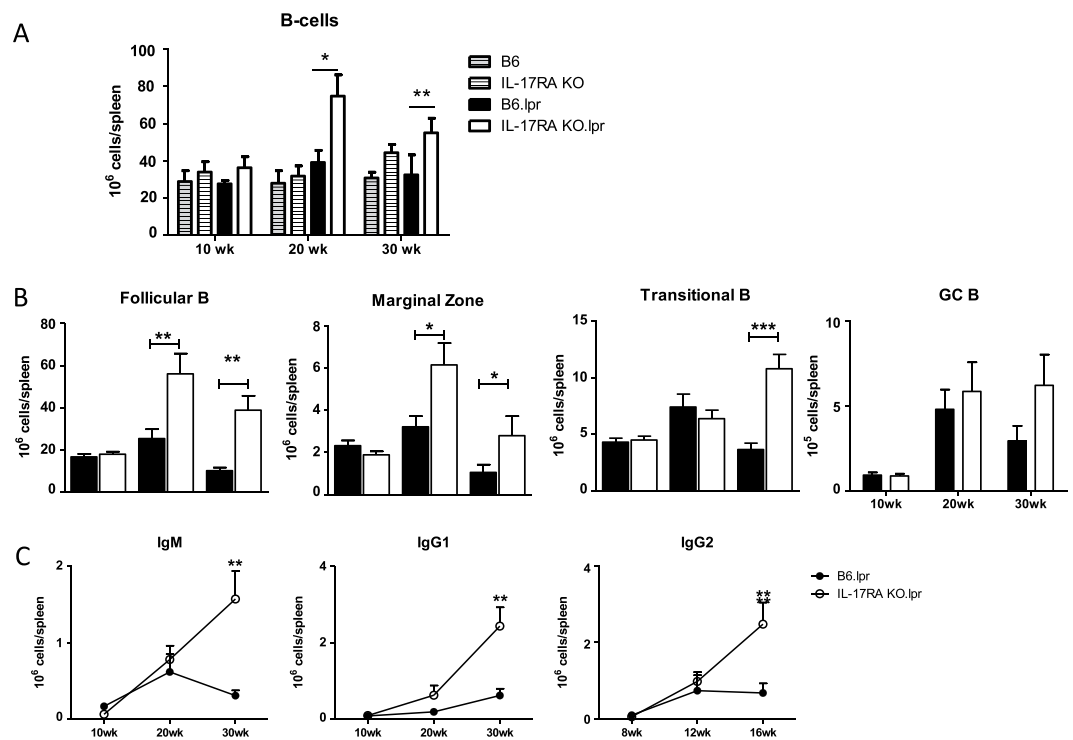 A
B-cells
10⁶ cells/spleen
100
80
60
40
20
0
*
**
10 wk
20 wk
30 wk
B6
IL-17RA KO
B6.lpr
IL-17RA KO.lpr
B
Follicular B
10⁶ cells/spleen
80
60
40
20
0
**
**
Marginal Zone
10⁶ cells/spleen
8
6
4
2
0
*
*
Transitional B
10⁶ cells/spleen
15
10
5
0
***
GC B
10⁵ cells/spleen
10
5
0
10wk
20wk
30wk
C
IgM
10⁶ cells/spleen
2
1
0
**
10wk
20wk
30wk
IgG1
10⁶ cells/spleen
4
2
0
**
10wk
20wk
30wk
IgG2
10⁶ cells/spleen
4
2
0
**
**
8wk
12wk
16wk
B6.lpr
IL-17RA KO.lpr